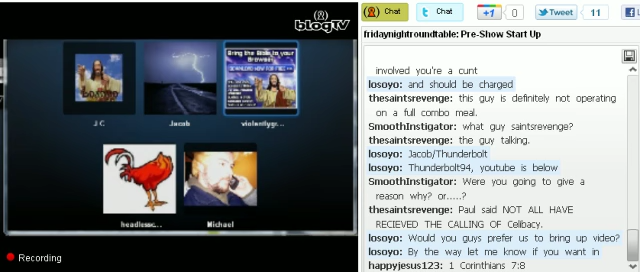 blogTV
Chat
Chat
+1
0
Tweet
11
fridaynightroundtable: Pre-Show Start Up
involved you're a cunt
losoyo: and should be charged
thesaintsrevenge: this guy is definitely not operating
on a full combo meal.
SmoothInstigator: what guy saintsrevenge?
thesaintsrevenge: the guy talking.
losoyo: Jacob/Thunderbolt
losoyo: Thunderbolt94, youtube is below
SmoothInstigator: Were you going to give a
reason why? or.....?
thesaintsrevenge: Paul said NOT ALL HAVE
RECIEVED THE CALLING OF Celibacy.
losoyo: Would you guys prefer us to bring up video?
losoyo: By the way let me know if you want in
happyjesus123: 1 Corinthians 7:8
Bring the Bible to your
Browser!
DOWNLOAD NOW FOR FREE
J C
Jacob
violentlyg...
headless...
Michael
Recording